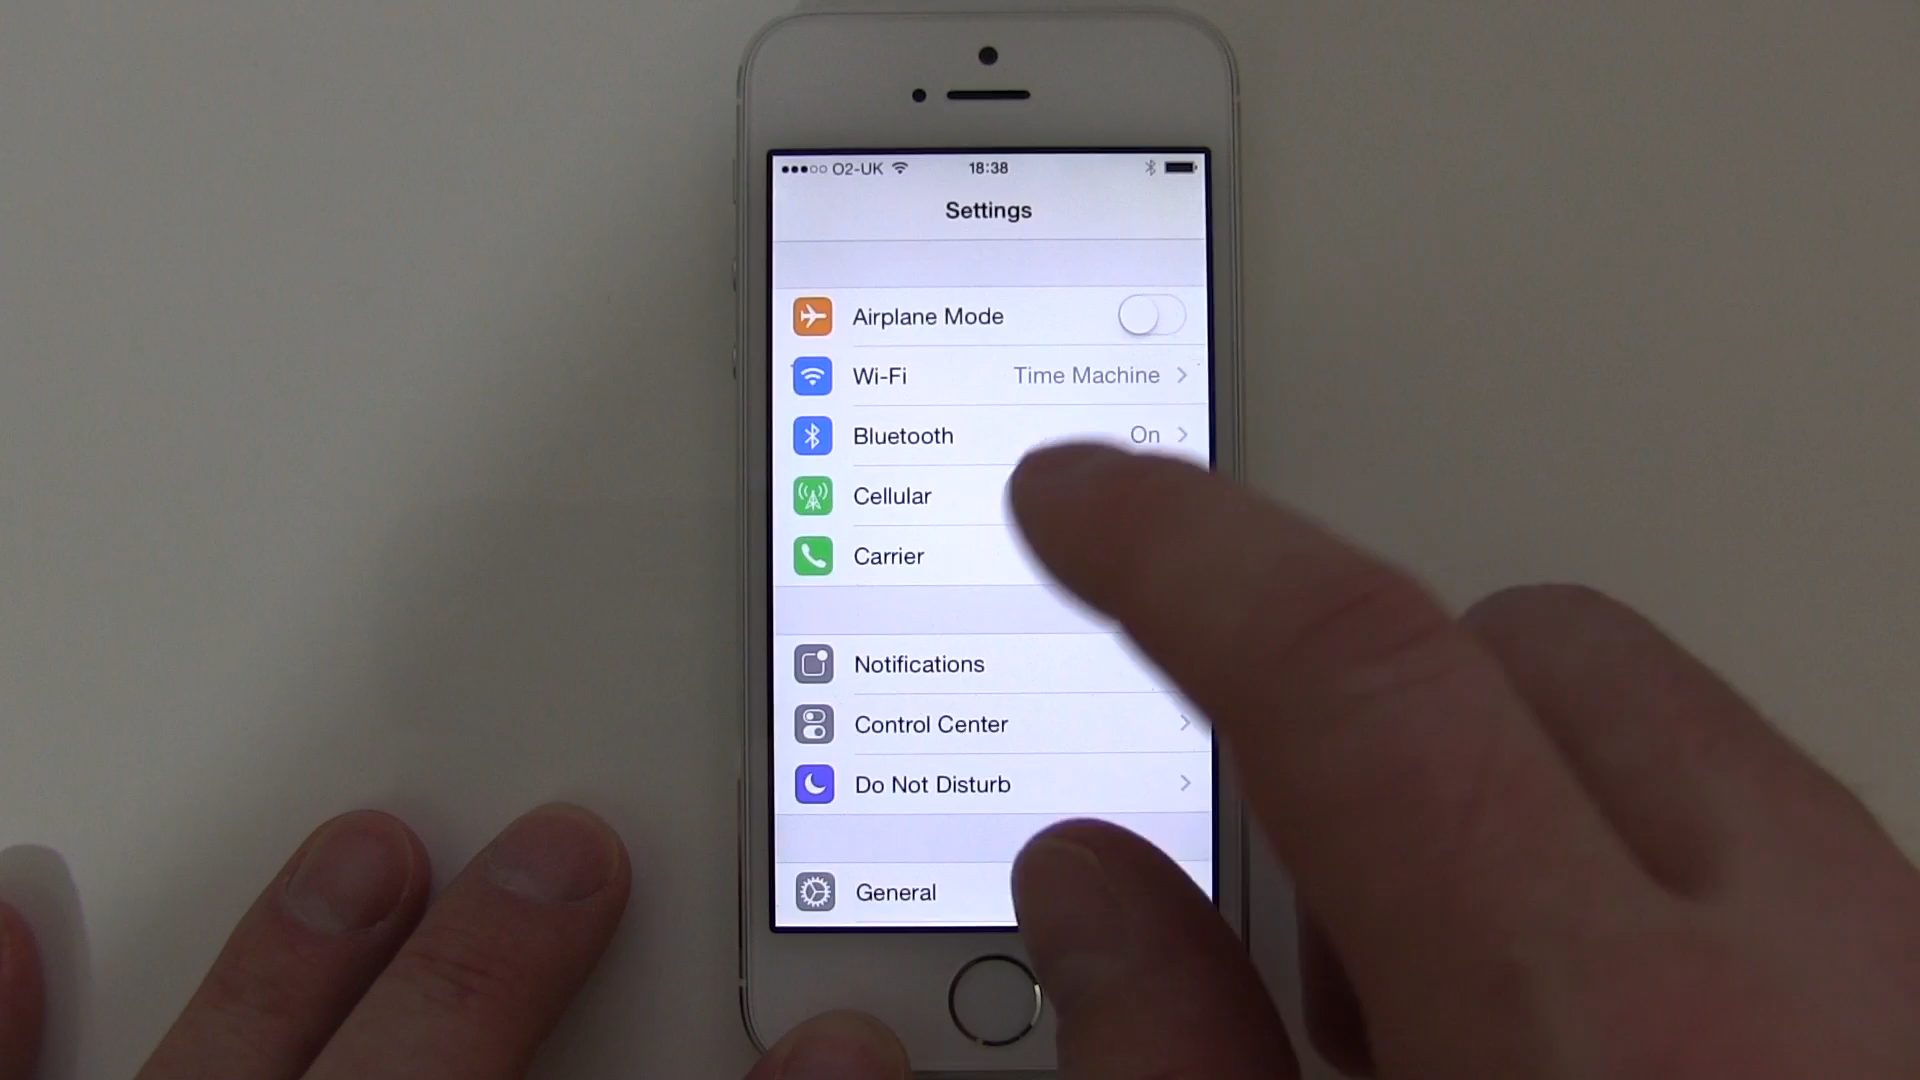 O2-UK 18:38
Settings
Airplane Mode
Wi-Fi Time Machine
Bluetooth On
Cellular
Carrier
Notifications
Control Center
Do Not Disturb
General